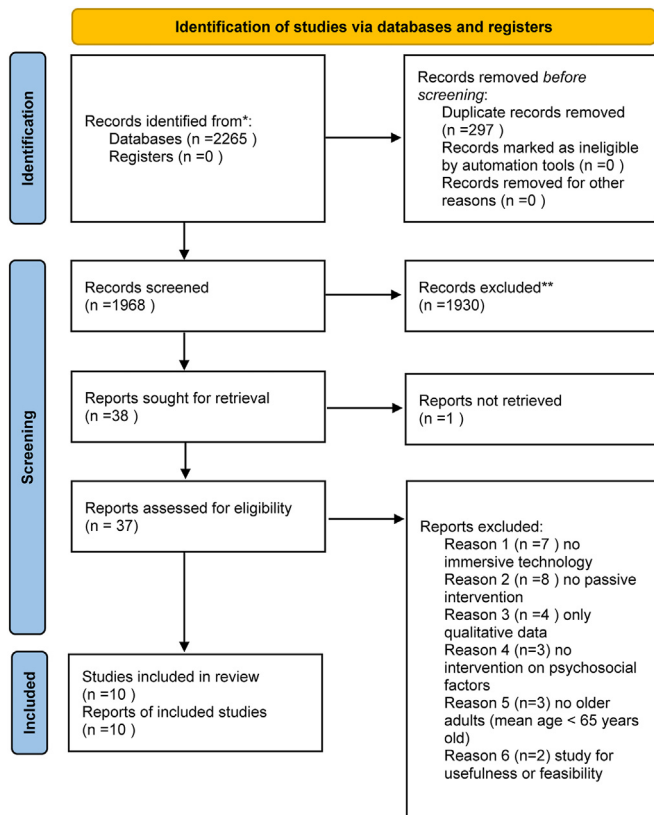 Identification of studies via databases and registers
Identification
Records identified from*:
Databases (n =2265 )
Registers (n =0 )
Records removed before
screening:
Duplicate records removed
(n =297 )
Records marked as ineligible
by automation tools (n =0 )
Records removed for other
reasons (n =0 )
Screening
Records screened
(n =1968 )
Records excluded**
(n =1930)
Reports sought for retrieval
(n =38 )
Reports not retrieved
(n =1 )
Reports assessed for eligibility
(n = 37)
Reports excluded:
Reason 1 (n =7 ) no
immersive technology
Reason 2 (n =8 ) no passive
intervention
Reason 3 (n =4 ) only
qualitative data
Reason 4 (n=3) no
intervention on psychosocial
factors
Reason 5 (n=3) no older
adults (mean age < 65 years
old)
Reason 6 (n=2) study for
usefulness or feasibility
Included
Studies included in review
(n =10 )
Reports of included studies
(n =10 )